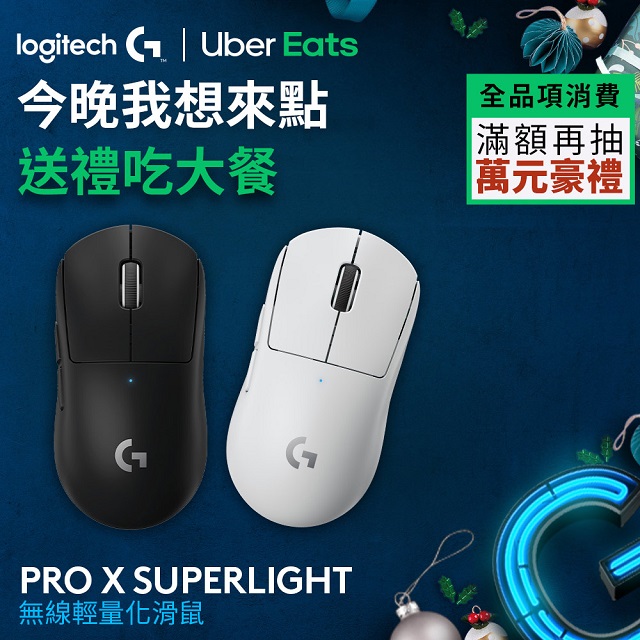 logitech G™ | Uber Eats
今晚我想來點
送禮吃大餐
全品項消費
滿額再抽
萬元豪禮
PRO X SUPERLIGHT
無線輕量化滑鼠